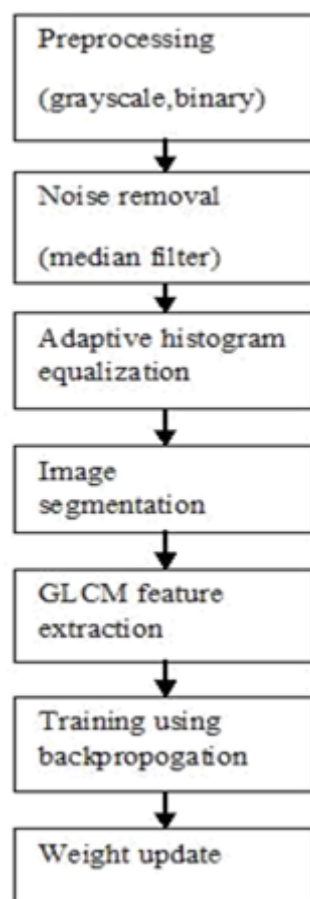 Preprocessing
(grayscale,binary)
Noise removal
(median filter)
Adaptive histogram
equalization
Image
segmentation
GLCM feature
extraction
Training using
backpropogation
Weight update